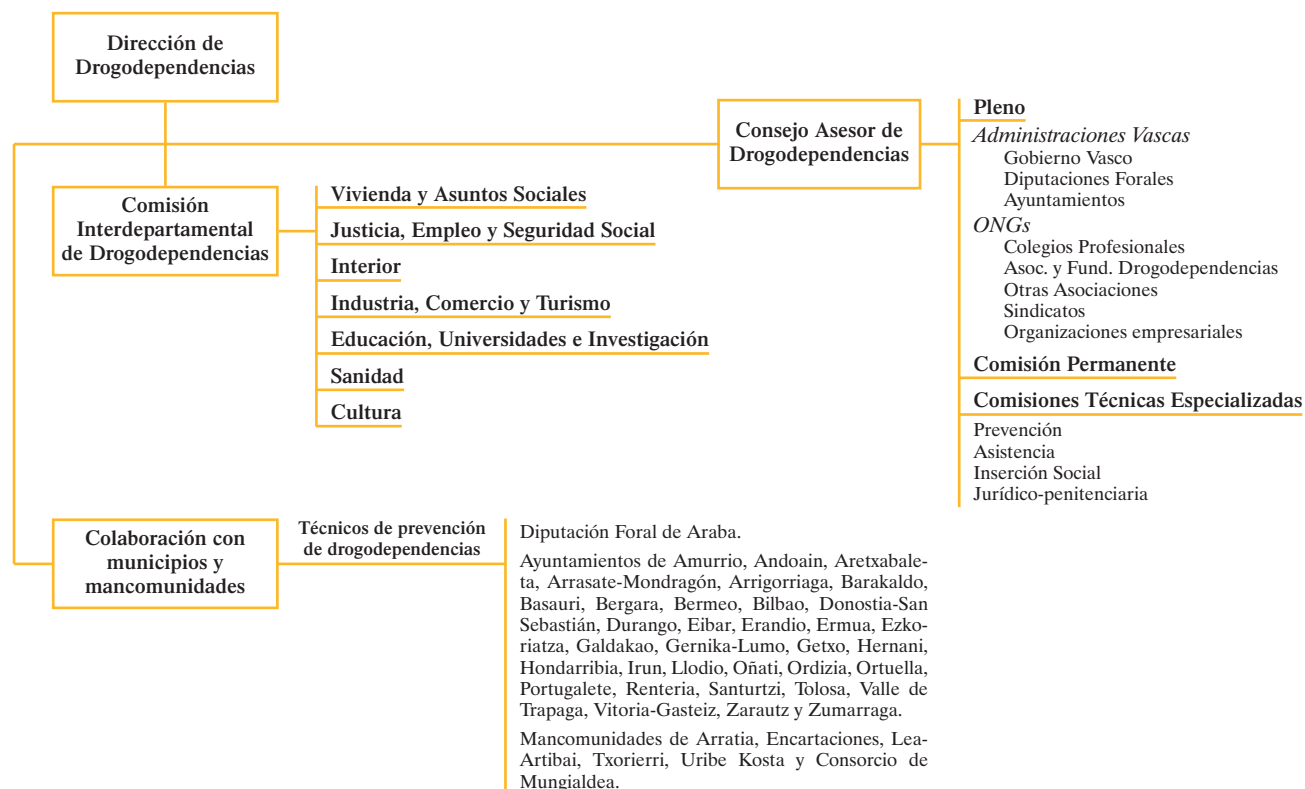 Dirección de
Drogodependencias
Consejo Asesor de
Drogodependencias
Pleno
Administraciones Vascas
Gobierno Vasco
Diputaciones Forales
Ayuntamientos
ONGs
Colegios Profesionales
Asoc. y Fund. Drogodependencias
Otras Asociaciones
Sindicatos
Organizaciones empresariales
Comisión Permanente
Comisiones Técnicas Especializadas
Prevención
Asistencia
Inserción Social
Jurídico-penitenciaria
Comisión
Interdepartamental
de Drogodependencias
Vivienda y Asuntos Sociales
Justicia, Empleo y Seguridad Social
Interior
Industria, Comercio y Turismo
Educación, Universidades e Investigación
Sanidad
Cultura
Colaboración con
municipios y
mancomunidades
Técnicos de prevención
de drogodependencias
Diputación Foral de Araba.
Ayuntamientos de Amurrio, Andoain, Aretxabale-
ta, Arrasate-Mondragón, Arrigorriaga, Barakaldo,
Basauri, Bergara, Bermeo, Bilbao, Donostia-San
Sebastián, Durango, Eibar, Erandio, Ermua, Ezko-
riatza, Galdakao, Gernika-Lumo, Getxo, Hernani,
Hondarribia, Irun, Llodio, Oñati, Ordizia, Ortuella,
Portugalete, Renteria, Santurtzi, Tolosa, Valle de
Trapaga, Vitoria-Gasteiz, Zarautz y Zumarraga.
Mancomunidades de Arratia, Encartaciones, Lea-
Artibai, Txorierri, Uribe Kosta y Consorcio de
Mungialdea.